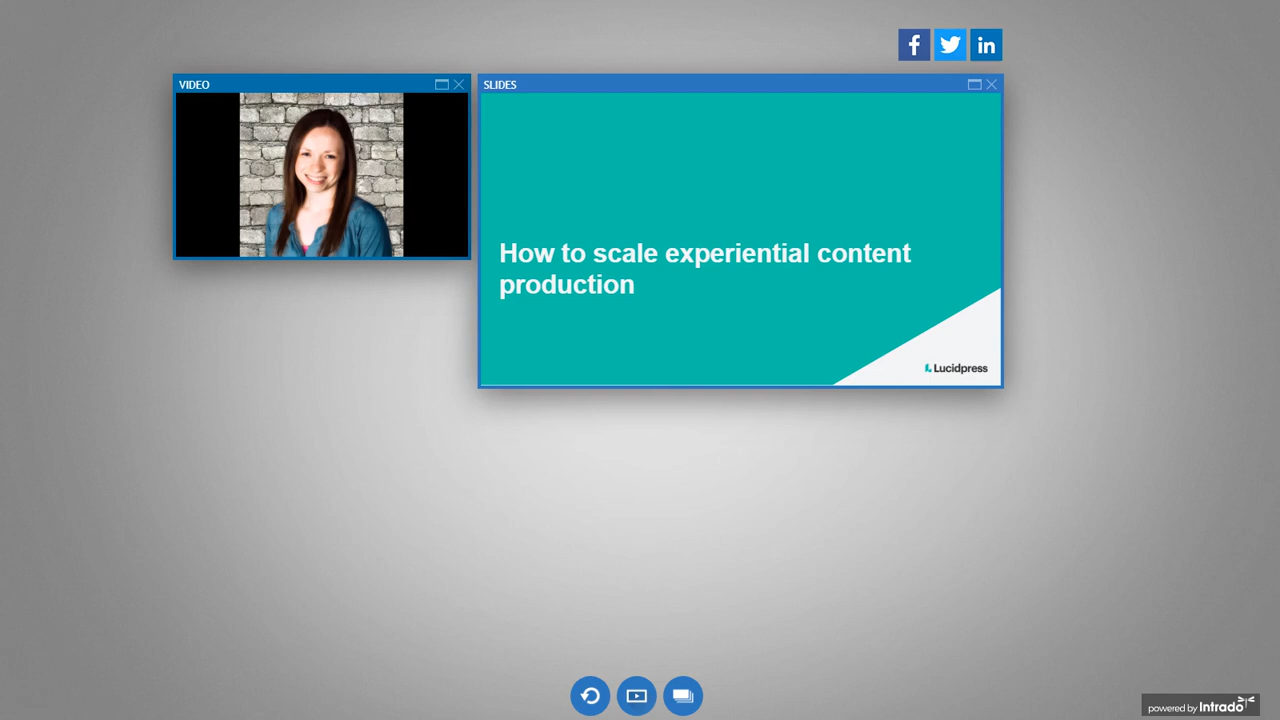 VIDEO
SLIDES
How to scale experiential content
production
Lucidpress
powered by Intrado